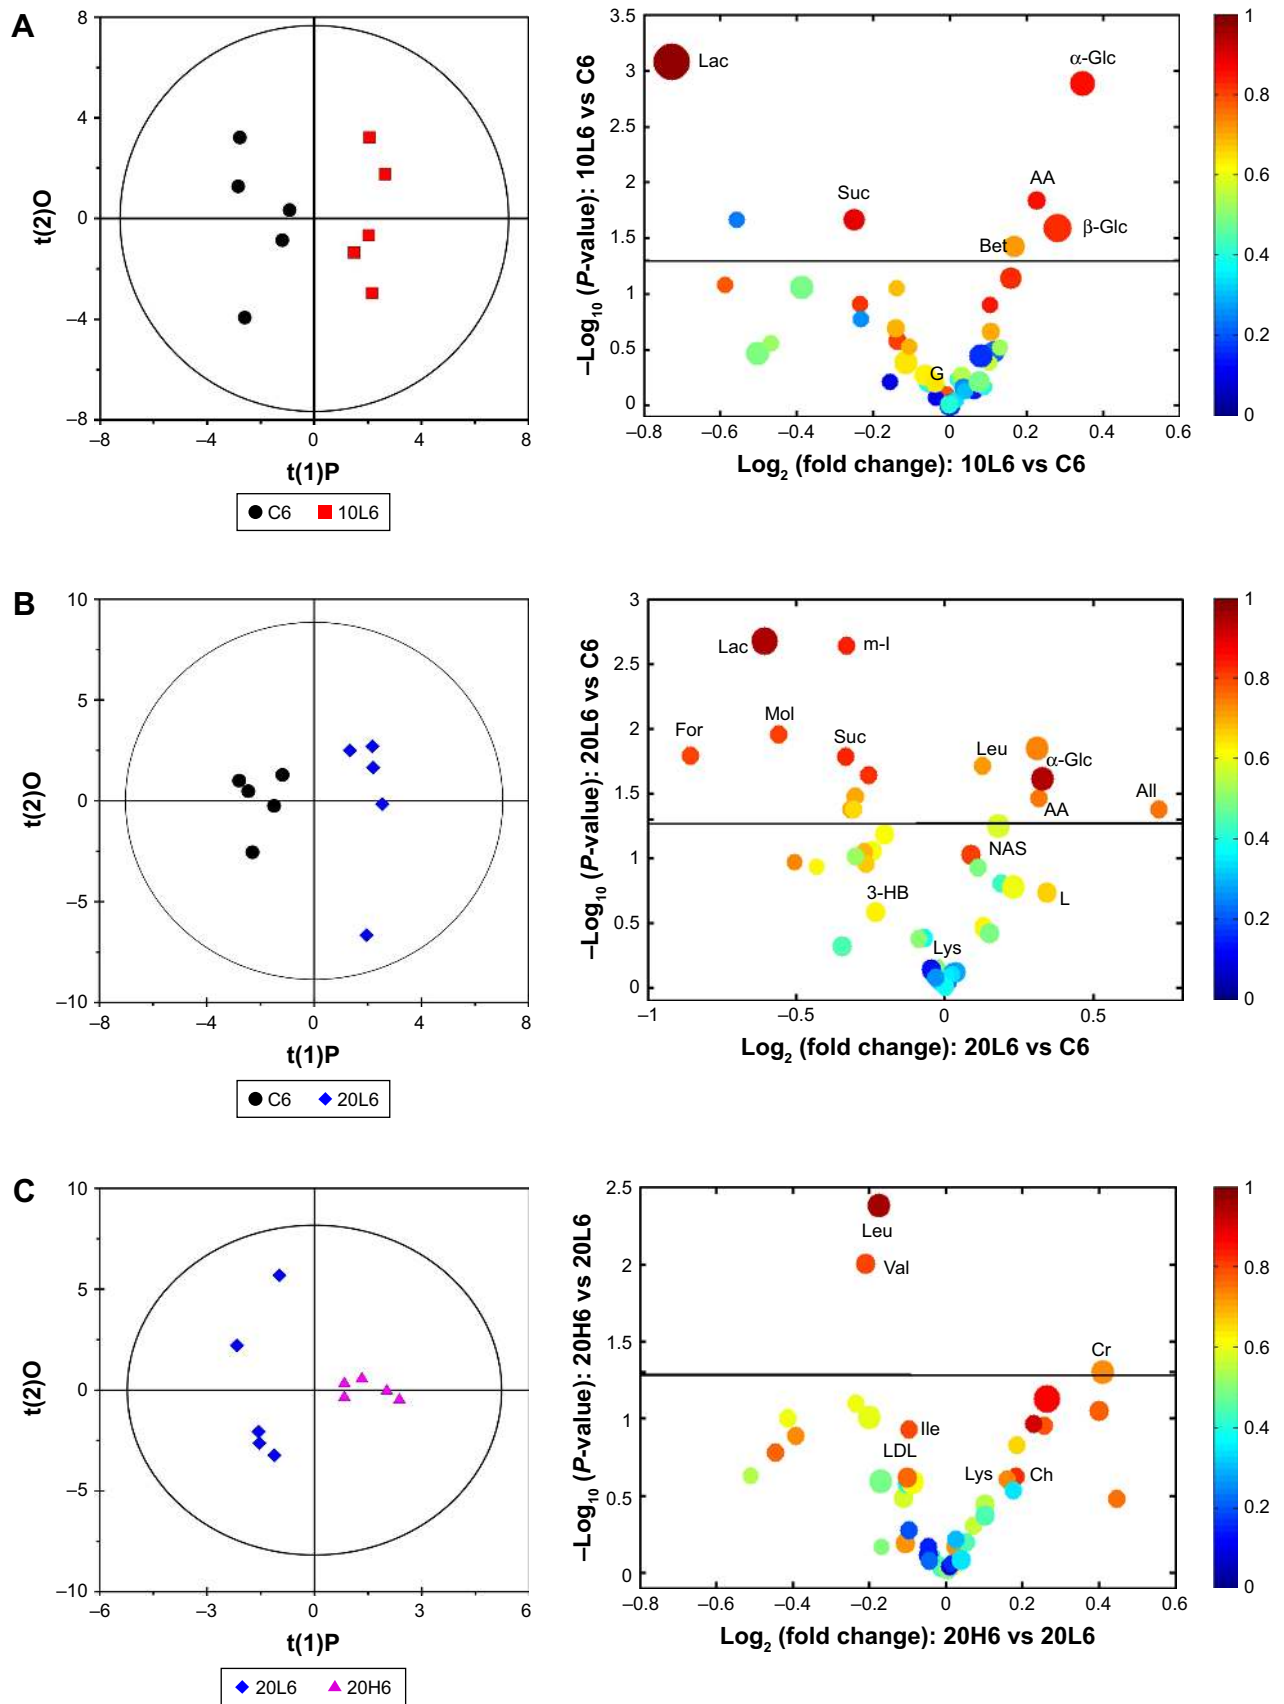 A
t(2)O
8
4
0
–4
–8
–8 –4 0 4 8
t(1)P
C6 10L6
–Log10 (P-value): 10L6 vs C6
3.5
3
2.5
2
1.5
1
0.5
0
Lac
α-Glc
AA
Suc
β-Glc
Bet
G
–0.8 –0.6 –0.4 –0.2 0 0.2 0.4 0.6
Log2 (fold change): 10L6 vs C6
1
0.8
0.6
0.4
0.2
0
B
t(2)O
10
5
0
–5
–10
–8 –4 0 4 8
t(1)P
C6 20L6
–Log10 (P-value): 20L6 vs C6
3
2.5
2
1.5
1
0.5
0
Lac
m-I
Mol
For
Suc
Leu
α-Glc
All
AA
NAS
3-HB
L
Lys
–1 –0.5 0 0.5
Log2 (fold change): 20L6 vs C6
1
0.8
0.6
0.4
0.2
0
C
t(2)O
10
5
0
–5
–10
–6 –3 0 3 6
t(1)P
20L6 20H6
–Log10 (P-value): 20H6 vs 20L6
2.5
2
1.5
1
0.5
0
Leu
Val
Cr
Ile
LDL
Lys
Ch
–0.8 –0.6 –0.4 –0.2 0 0.2 0.4 0.6
Log2 (fold change): 20H6 vs 20L6
1
0.8
0.6
0.4
0.2
0